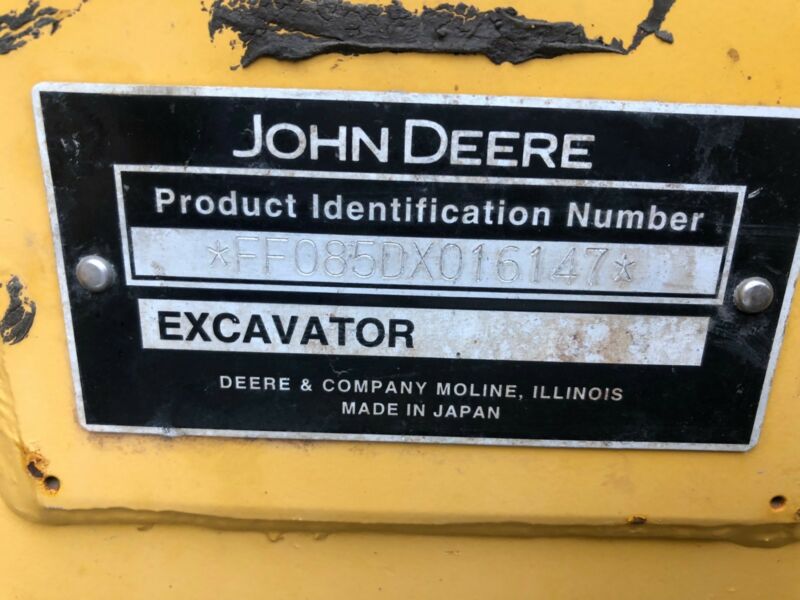 JOHN DEERE
Product Identification Number
*FF085DX016147*
EXCAVATOR
DEERE & COMPANY MOLINE, ILLINOIS
MADE IN JAPAN